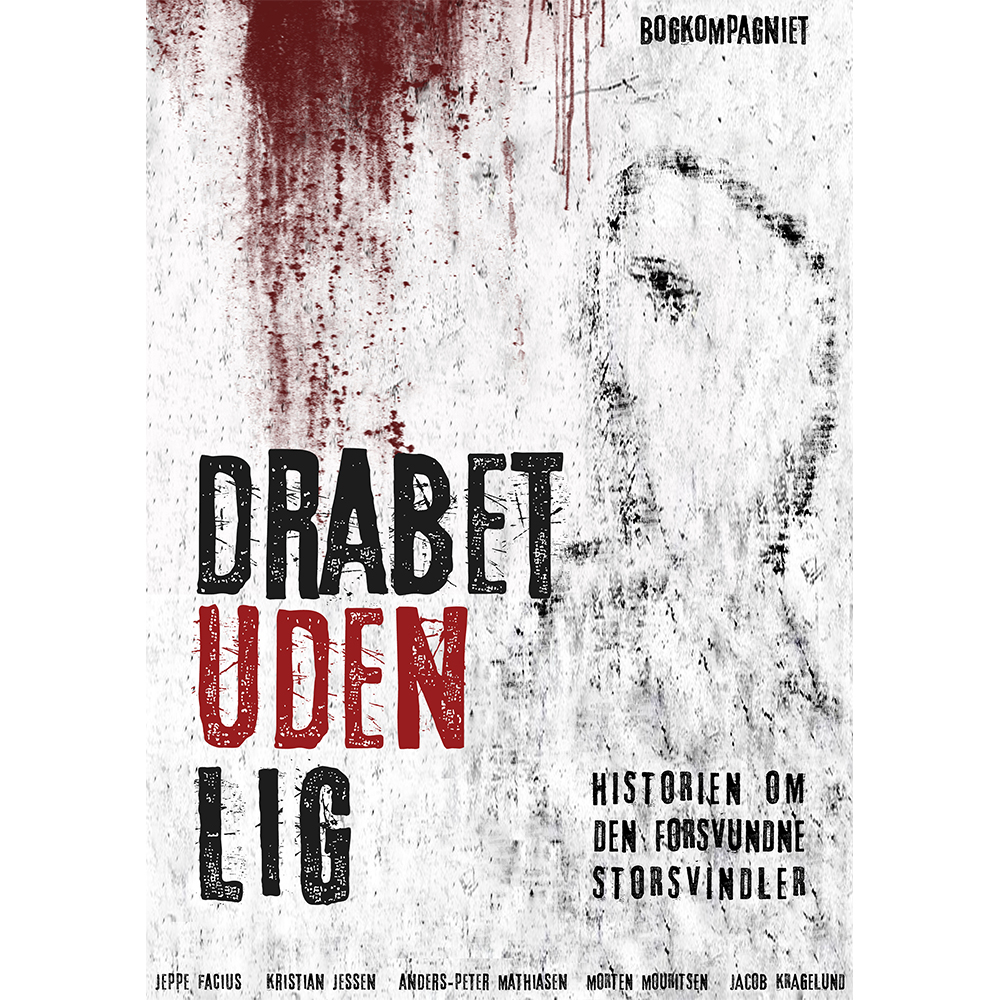 BOGKOMPAGNIET
DRABET
UDEN
LIG
HISTORIEN OM
DEN FORSVUNDNE
STORSVINDLER
JEPPE FACIUS KRISTIAN JESSEN ANDERS-PETER MATHIASEN MORTEN MOURITSEN JACOB KRAGELUND